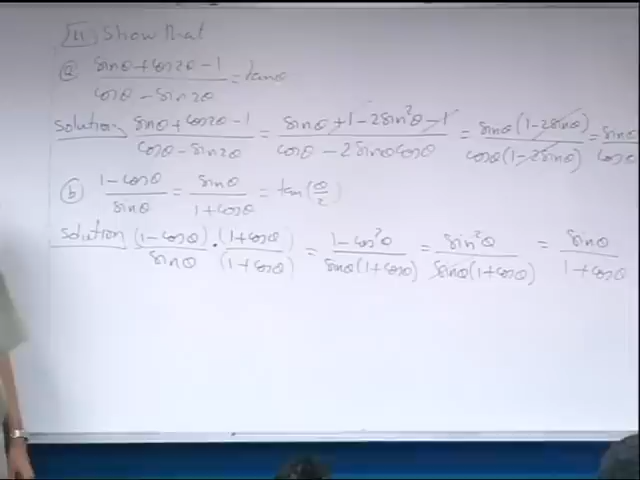 [4] Show that
ⓐ (sinθ + cos2θ − 1)/(cosθ − sin2θ) = tanθ
solution (sinθ + cos2θ − 1)/(cosθ − sin2θ) = (sinθ + 1 − 2sin²θ − 1)/(cosθ − 2sinθcosθ) = (sinθ(1−2sinθ))/(cosθ(1−2sinθ)) = sinθ/cosθ
ⓑ (1−cosθ)/sinθ = sinθ/(1+cosθ) = tan(θ/2)
solution (1−cosθ)/sinθ · (1+cosθ)/(1+cosθ) = (1−cos²θ)/(sinθ(1+cosθ)) = sin²θ/(sinθ(1+cosθ)) = sinθ/(1+cosθ)